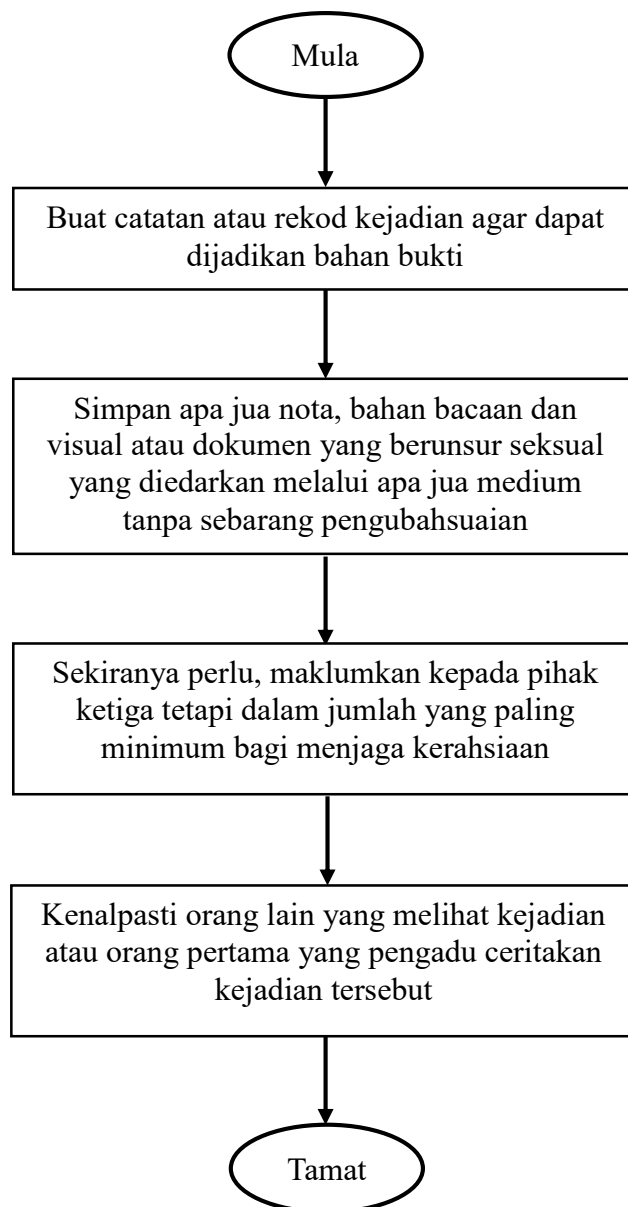 Mula
Buat catatan atau rekod kejadian agar dapat
dijadikan bahan bukti
Simpan apa jua nota, bahan bacaan dan
visual atau dokumen yang berunsur seksual
yang diedarkan melalui apa jua medium
tanpa sebarang pengubahsuaian
Sekiranya perlu, maklumkan kepada pihak
ketiga tetapi dalam jumlah yang paling
minimum bagi menjaga kerahsiaan
Kenalpasti orang lain yang melihat kejadian
atau orang pertama yang pengadu ceritakan
kejadian tersebut
Tamat